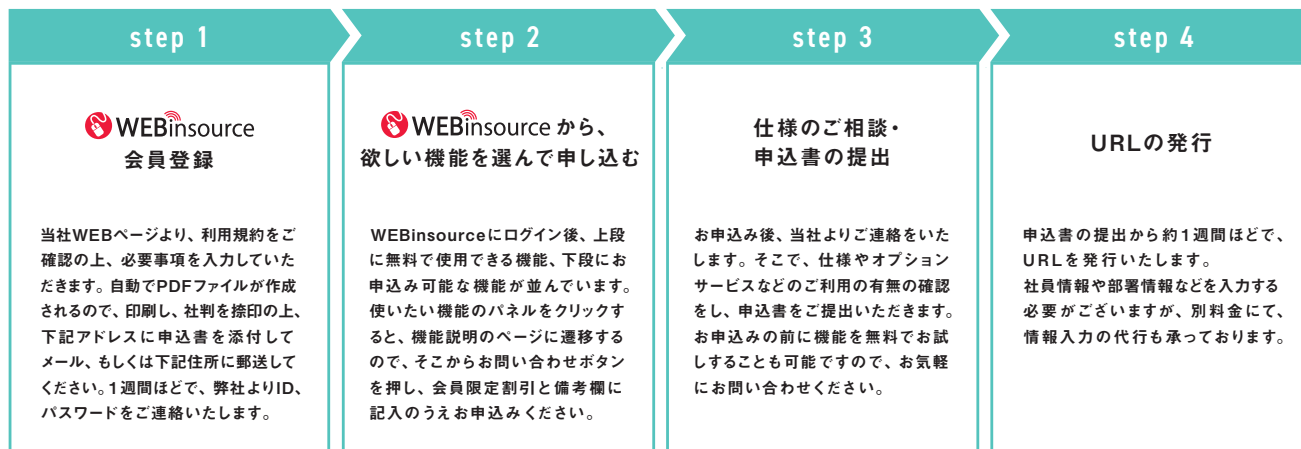 step 1
WEBinsource
会員登録
当社WEBページより、利用規約をご
確認の上、必要事項を入力していた
だきます。自動でPDFファイルが作成
されるので、印刷し、社判を捺印の上、
下記アドレスに申込書を添付して
メール、もしくは下記住所に郵送して
ください。1週間ほどで、弊社よりID、
パスワードをご連絡いたします。
step 2
WEBinsource から、
欲しい機能を選んで申し込む
WEBinsourceにログイン後、上段
に無料で使用できる機能、下段にお
申込み可能な機能が並んでいます。
使いたい機能のパネルをクリックす
ると、機能説明のページに遷移する
ので、そこからお問い合わせボタン
を押し、会員限定割引と備考欄に
記入のうえお申込みください。
step 3
仕様のご相談・
申込書の提出
お申込み後、当社よりご連絡をいた
します。そこで、仕様やオプション
サービスなどのご利用の有無の確認
をし、申込書をご提出いただきます。
お申込みの前に機能を無料でお試
しすることも可能ですので、お気軽
にお問い合わせください。
step 4
URLの発行
申込書の提出から約1週間ほどで、
URLを発行いたします。
社員情報や部署情報などを入力する
必要がございますが、別料金にて、
情報入力の代行も承っております。